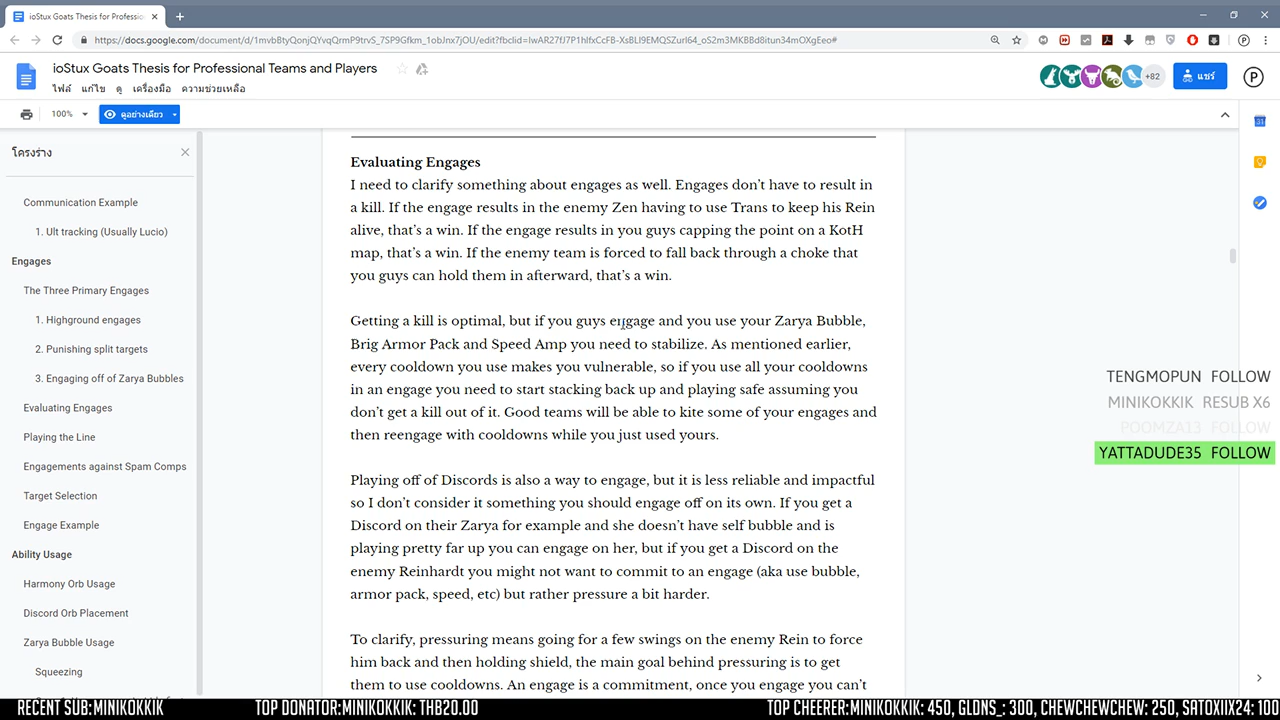 ioStux Goats Thesis for Professio
https://docs.google.com/document/d/1mvbBtyQonjQYvqQrmP9trvS_7SP9Gfkm_1obJnx7jOU/edit?fbclid=IwAR27fJ7P1hlfxCcFB-XsBLl9EMQSZurl64_oS2m3MKBBd8itun34mOXgEeo#
ioStux Goats Thesis for Professional Teams and Players
ไฟล์ แก้ไข ดู เครื่องมือ ความช่วยเหลือ
+82
แชร์
P
100%
ดูอย่างเดียว
โครงร่าง
Communication Example
1. Ult tracking (Usually Lucio)
Engages
The Three Primary Engages
1. Highground engages
2. Punishing split targets
3. Engaging off of Zarya Bubbles
Evaluating Engages
Playing the Line
Engagements against Spam Comps
Target Selection
Engage Example
Ability Usage
Harmony Orb Usage
Discord Orb Placement
Zarya Bubble Usage
Squeezing
Evaluating Engages
I need to clarify something about engages as well. Engages don't have to result in
a kill. If the engage results in the enemy Zen having to use Trans to keep his Rein
alive, that's a win. If the engage results in you guys capping the point on a KotH
map, that's a win. If the enemy team is forced to fall back through a choke that
you guys can hold them in afterward, that's a win.
Getting a kill is optimal, but if you guys engage and you use your Zarya Bubble,
Brig Armor Pack and Speed Amp you need to stabilize. As mentioned earlier,
every cooldown you use makes you vulnerable, so if you use all your cooldowns
in an engage you need to start stacking back up and playing safe assuming you
don't get a kill out of it. Good teams will be able to kite some of your engages and
then reengage with cooldowns while you just used yours.
Playing off of Discords is also a way to engage, but it is less reliable and impactful
so I don't consider it something you should engage off on its own. If you get a
Discord on their Zarya for example and she doesn't have self bubble and is
playing pretty far up you can engage on her, but if you get a Discord on the
enemy Reinhardt you might not want to commit to an engage (aka use bubble,
armor pack, speed, etc) but rather pressure a bit harder.
To clarify, pressuring means going for a few swings on the enemy Rein to force
him back and then holding shield, the main goal behind pressuring is to get
them to use cooldowns. An engage is a commitment, once you engage you can't
TENGMOPUN FOLLOW
MINIKOKKIK RESUB X6
POOMZA13 FOLLOW
YATTADUDE35 FOLLOW
RECENT SUB:MINIKOKKIK
TOP DONATOR:MINIKOKKIK: THB20.00
TOP CHEERER:MINIKOKKIK: 450, GLDNS_: 300, CHEWCHEWCHEW: 250, SATOXIIX24: 100